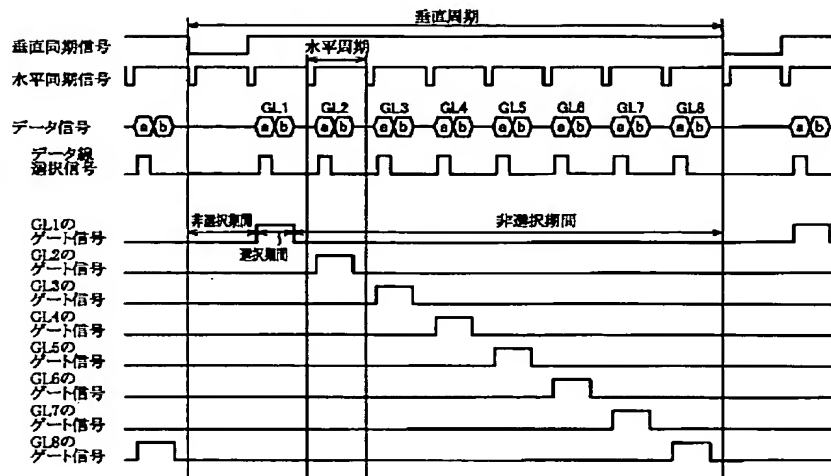 垂直周期
垂直同期信号
水平周期
水平同期信号
GL1 GL2 GL3 GL4 GL5 GL6 GL7 GL8
データ信号
a b a b a b a b a b a b a b a b a b a b
データ線
選択信号
GL1の
ゲート信号
非選択期間
選択期間
非選択期間
GL2の
ゲート信号
GL3の
ゲート信号
GL4の
ゲート信号
GL5の
ゲート信号
GL6の
ゲート信号
GL7の
ゲート信号
GL8の
ゲート信号